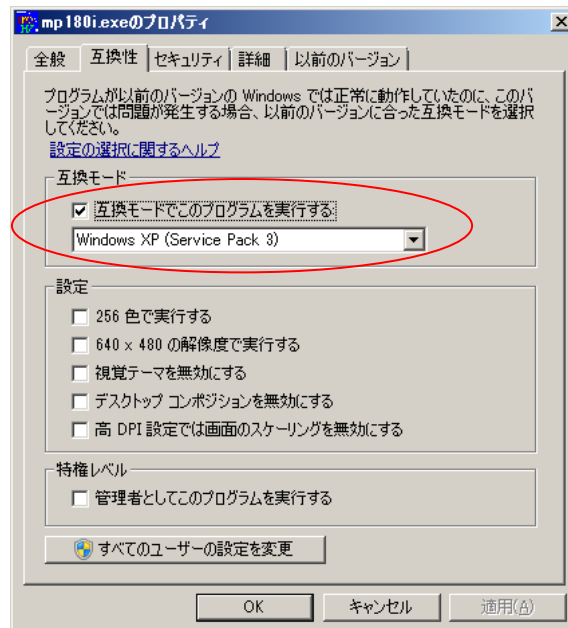 mp180i.exeのプロパティ
全般 互換性 セキュリティ 詳細 以前のバージョン
プログラムが以前のバージョンの Windows では正常に動作していたのに、このバ
ージョンでは問題が発生する場合、以前のバージョンに合った互換モードを選択
してください。
設定の選択に関するヘルプ
互換モード
互換モードでこのプログラムを実行する:
Windows XP (Service Pack 3)
設定
256 色で実行する
640 x 480 の解像度で実行する
視覚テーマを無効にする
デスクトップ コンポジションを無効にする
高 DPI 設定では画面のスケーリングを無効にする
特権レベル
管理者としてこのプログラムを実行する
すべてのユーザーの設定を変更
OK キャンセル 適用(A)